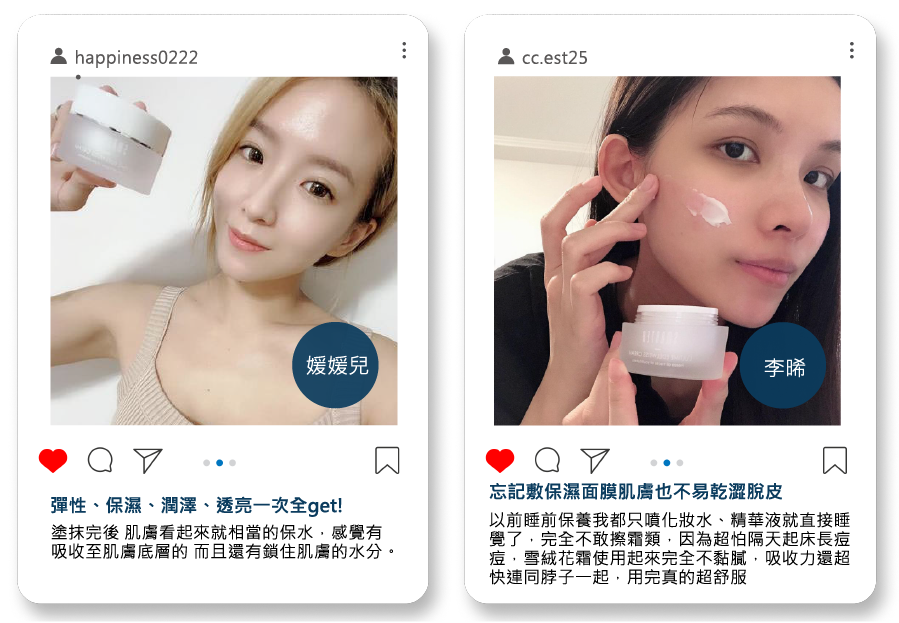 happiness0222
媛媛兒
彈性、保濕、潤澤、透亮一次全get!
塗抹完後 肌膚看起來就相當的保水，感覺有
吸收至肌膚底層的 而且還有鎖住肌膚的水分。
cc.est25
李晞
忘記敷保濕面膜肌膚也不易乾澀脫皮
以前睡前保養我都只噴化妝水、精華液就直接睡
覺了，完全不敢擦霜類，因為超怕隔天起床長痘
痘，雪絨花霜使用起來完全不黏膩，吸收力還超
快連同脖子一起，用完真的超舒服